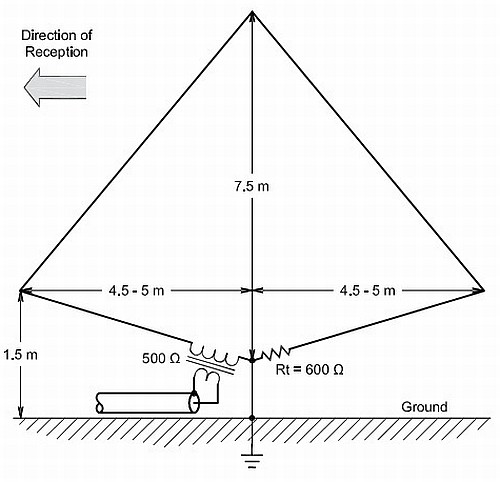 Direction of
Reception
7.5 m
4.5 - 5 m
4.5 - 5 m
1.5 m
500 Ω
Rt = 600 Ω
Ground